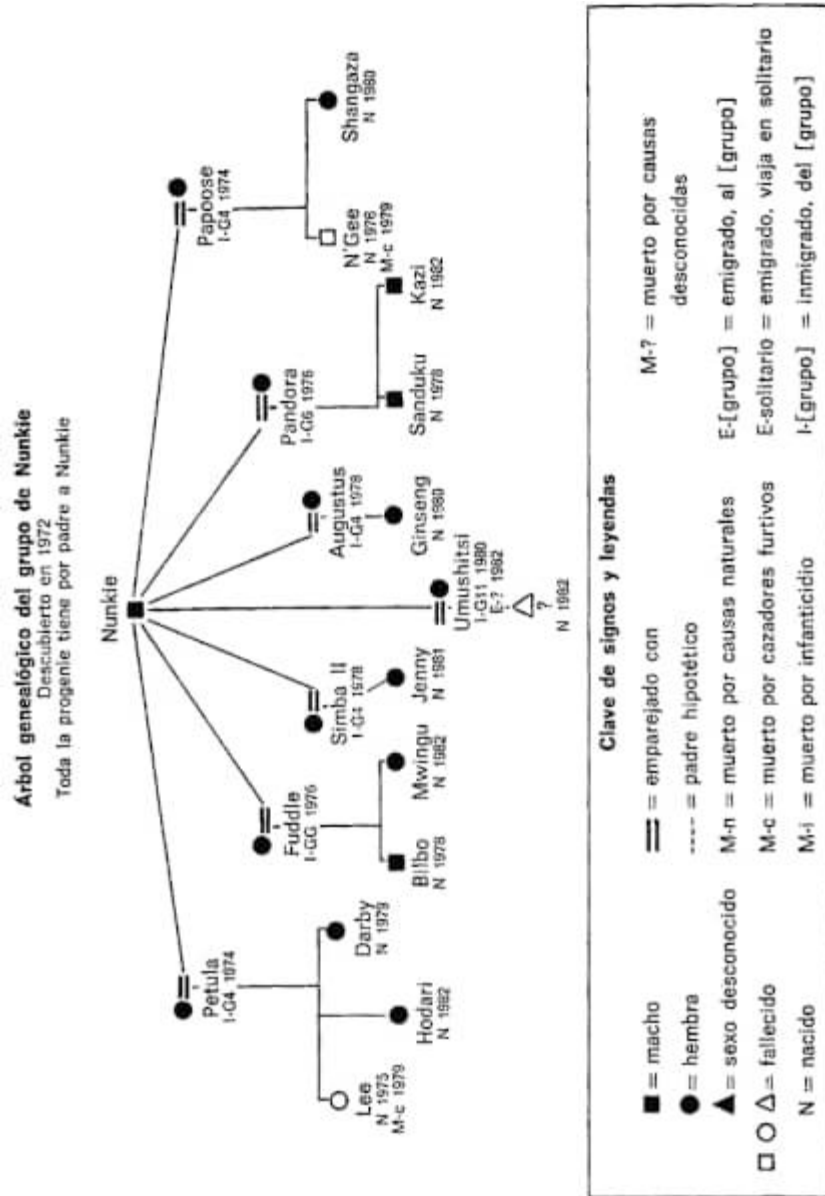 Árbol genealógico del grupo de Nunkie
Descubierto en 1972
Toda la progenie tiene por padre a Nunkie
Nunkie
Petula
I-G4 1974
Lee
N 1975
M-c 1979
Hodari
N 1982
Darby
N 1979
Fuddle
I-GG 1976
Bilbo
N 1978
Mwingu
N 1982
Simba II
I-G4 1978
Jenny
N 1981
Umushitsi
I-G11 1980
E-? 1982
?
N 1982
Augustus
I-G4 1979
Ginseng
N 1980
Pandora
I-G6 1976
Sanduku
N 1978
Kazi
N 1982
Papoose
I-G4 1974
N'Gee
N 1976
M-c 1979
Shangaza
N 1980
Clave de signos y leyendas
= macho
= hembra
= sexo desconocido
= fallecido
N = nacido
= emparejado con
---- = padre hipotético
M-n = muerto por causas naturales
M-c = muerto por cazadores furtivos
M-i = muerto por infanticidio
M-? = muerto por causas
desconocidas
E-[grupo] = emigrado, al [grupo]
E-solitario = emigrado, viaja en solitario
I-[grupo] = inmigrado, del [grupo]